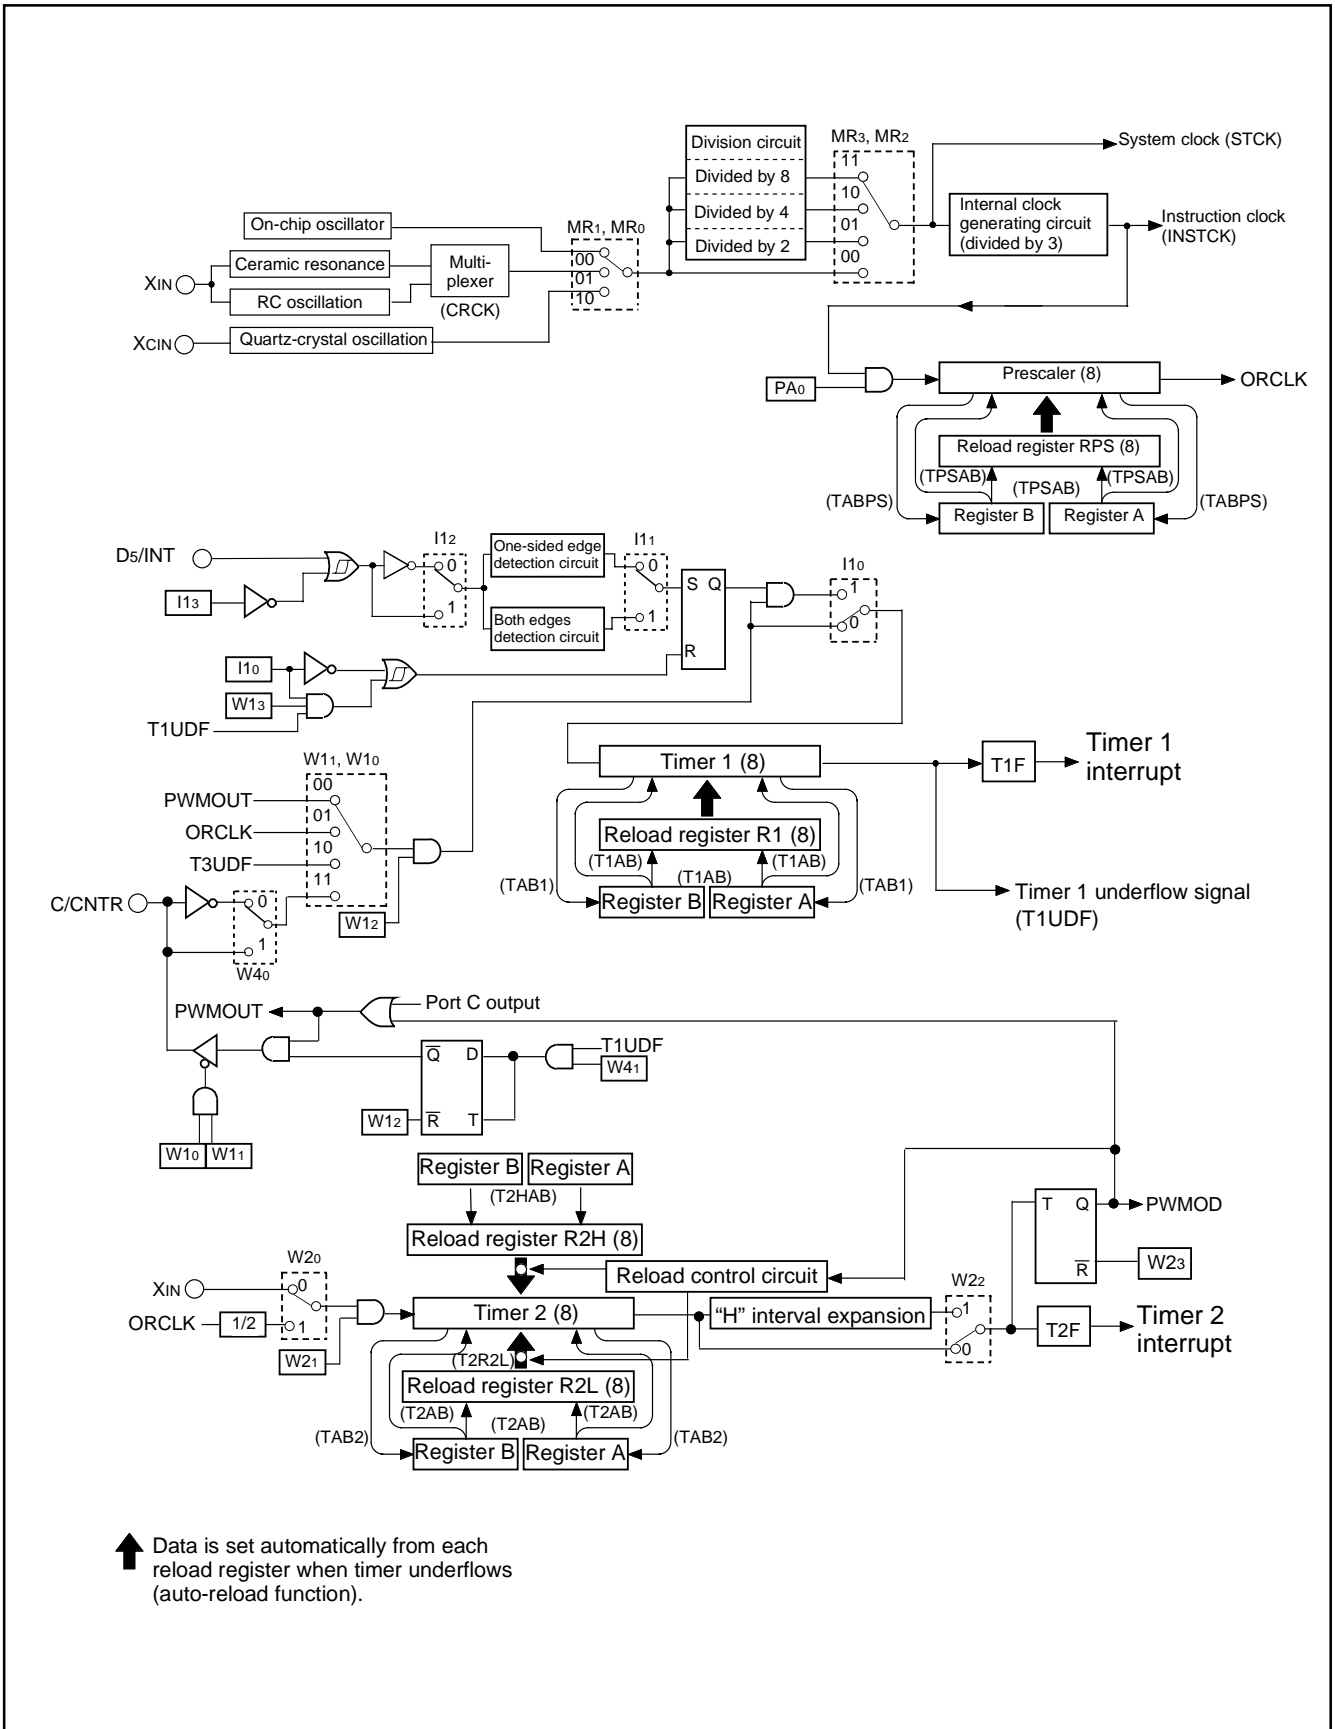 Division circuit
Divided by 8
Divided by 4
Divided by 2
MR3, MR2
11
10
01
00
System clock (STCK)
Internal clock
generating circuit
(divided by 3)
Instruction clock
(INSTCK)
On-chip oscillator
MR1, MR0
00
01
10
XIN
Ceramic resonance
RC oscillation
Multi-
plexer
(CRCK)
XCIN
Quartz-crystal oscillation
PA0
Prescaler (8)
ORCLK
Reload register RPS (8)
(TPSAB)
(TPSAB)
(TPSAB)
(TABPS)
(TABPS)
Register B
Register A
D5/INT
I13
I12
0
1
One-sided edge
detection circuit
Both edges
detection circuit
I11
0
1
S
Q
R
I10
1
0
I10
W13
T1UDF
W11, W10
00
01
10
11
PWMOUT
ORCLK
T3UDF
C/CNTR
0
1
W40
W12
Timer 1 (8)
Reload register R1 (8)
(T1AB)
(T1AB)
(T1AB)
(TAB1)
(TAB1)
Register B
Register A
T1F
Timer 1
interrupt
Timer 1 underflow signal
(T1UDF)
PWMOUT
Port C output
Q
D
R
T
T1UDF
W41
W12
W10
W11
Register B
Register A
(T2HAB)
Reload register R2H (8)
Reload control circuit
W20
0
1
XIN
ORCLK
1/2
W21
Timer 2 (8)
(T2R2L)
Reload register R2L (8)
(T2AB)
(T2AB)
(T2AB)
(TAB2)
(TAB2)
Register B
Register A
“H” interval expansion
W22
1
0
T
Q
R
PWMOD
W23
T2F
Timer 2
interrupt
Data is set automatically from each
reload register when timer underflows
(auto-reload function).